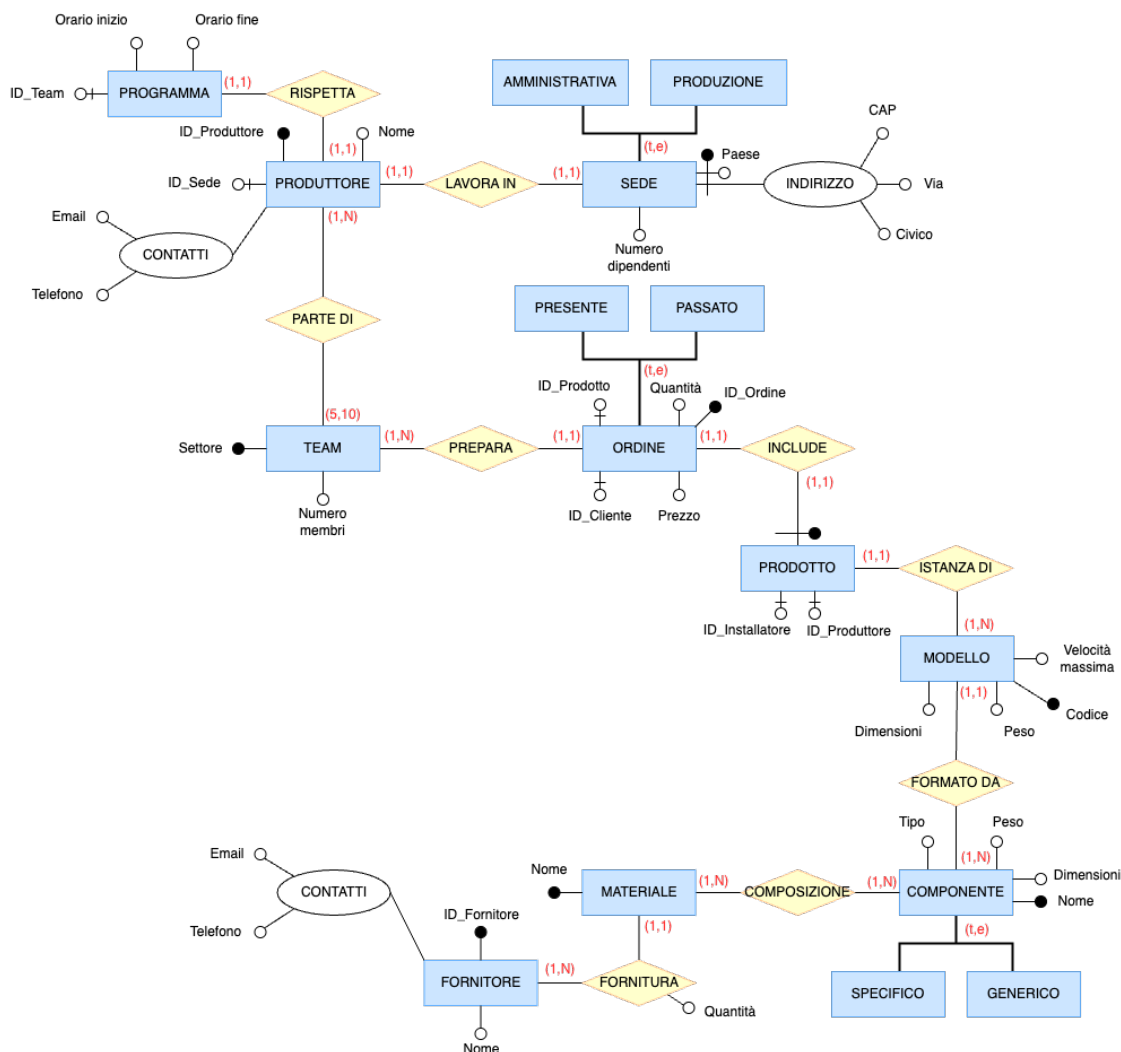 Orario inizio
Orario fine
AMMINISTRATIVA
PRODUZIONE
ID_Team
PROGRAMMA
(1,1)
RISPETTA
CAP
ID_Produttore
Nome
(1,1)
(t,e)
Paese
ID_Sede
PRODUTTORE
(1,1)
LAVORA IN
(1,1)
SEDE
INDIRIZZO
Via
Email
(1,N)
CONTATTI
Civico
Numero
dipendenti
Telefono
PRESENTE
PASSATO
PARTE DI
(t,e)
ID_Prodotto
Quantità
ID_Ordine
(5,10)
Settore
TEAM
(1,N)
PREPARA
(1,1)
ORDINE
(1,1)
INCLUDE
(1,1)
Numero
membri
ID_Cliente
Prezzo
PRODOTTO
(1,1)
ISTANZA DI
ID_Installatore
ID_Produttore
(1,N)
MODELLO
Velocità
massima
(1,1)
Dimensioni
Peso
Codice
FORMATO DA
Tipo
Peso
Email
(1,N)
Dimensioni
Nome
MATERIALE
(1,N)
COMPOSIZIONE
(1,N)
COMPONENTE
Nome
CONTATTI
ID_Fornitore
(1,1)
(t,e)
Telefono
FORNITORE
(1,N)
FORNITURA
SPECIFICO
GENERICO
Quantità
Nome